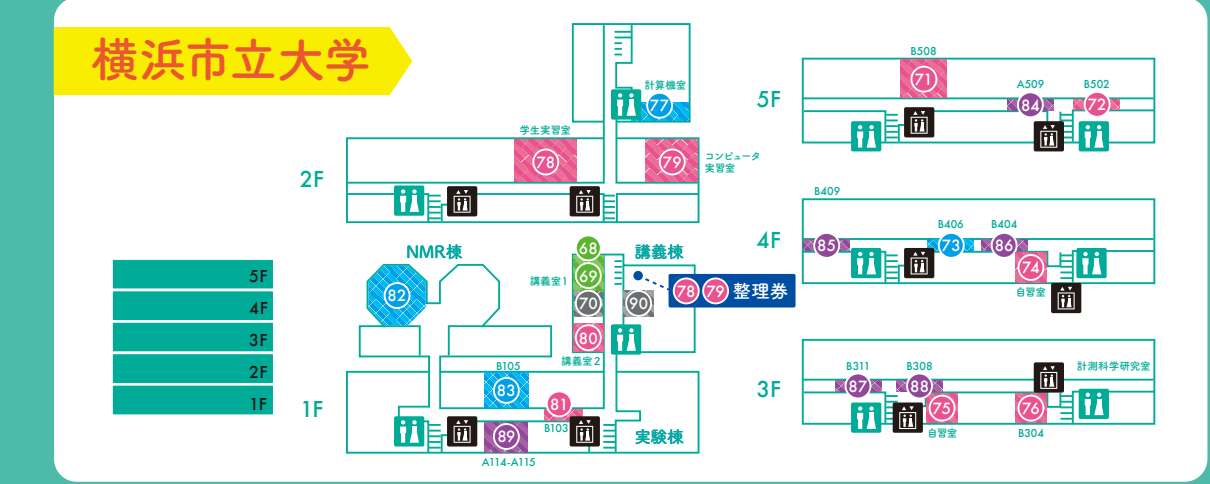 横浜市立大学
5F
4F
3F
2F
1F
2F
計算機室
77
学生実習室
78
79
コンピュータ
実習室
1F
NMR棟
82
68
講義室1
69
70
90
80
講義室2
講義棟
78 79 整理券
B105
83
81
B103
89
A114-A115
実験棟
5F
B508
71
A509
84
B502
72
4F
B409
85
B406
73
B404
86
74
自習室
3F
B311
87
B308
88
75
自習室
76
B304
計測科学研究室